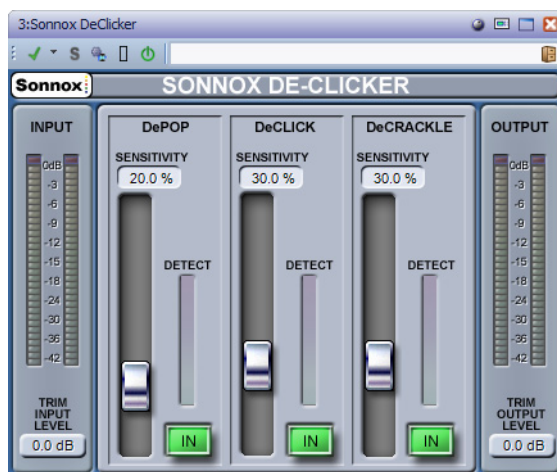 3:Sonnox DeClicker
S
Sonnox
SONNOX DE-CLICKER
INPUT
0dB
-3
-6
-9
-12
-15
-18
-24
-30
-36
-42
TRIM
INPUT
LEVEL
0.0 dB
DePOP
SENSITIVITY
20.0 %
DETECT
IN
DeCLICK
SENSITIVITY
30.0 %
DETECT
IN
DeCRACKLE
SENSITIVITY
30.0 %
DETECT
IN
OUTPUT
0dB
-3
-6
-9
-12
-15
-18
-24
-30
-36
-42
TRIM
OUTPUT
LEVEL
0.0 dB